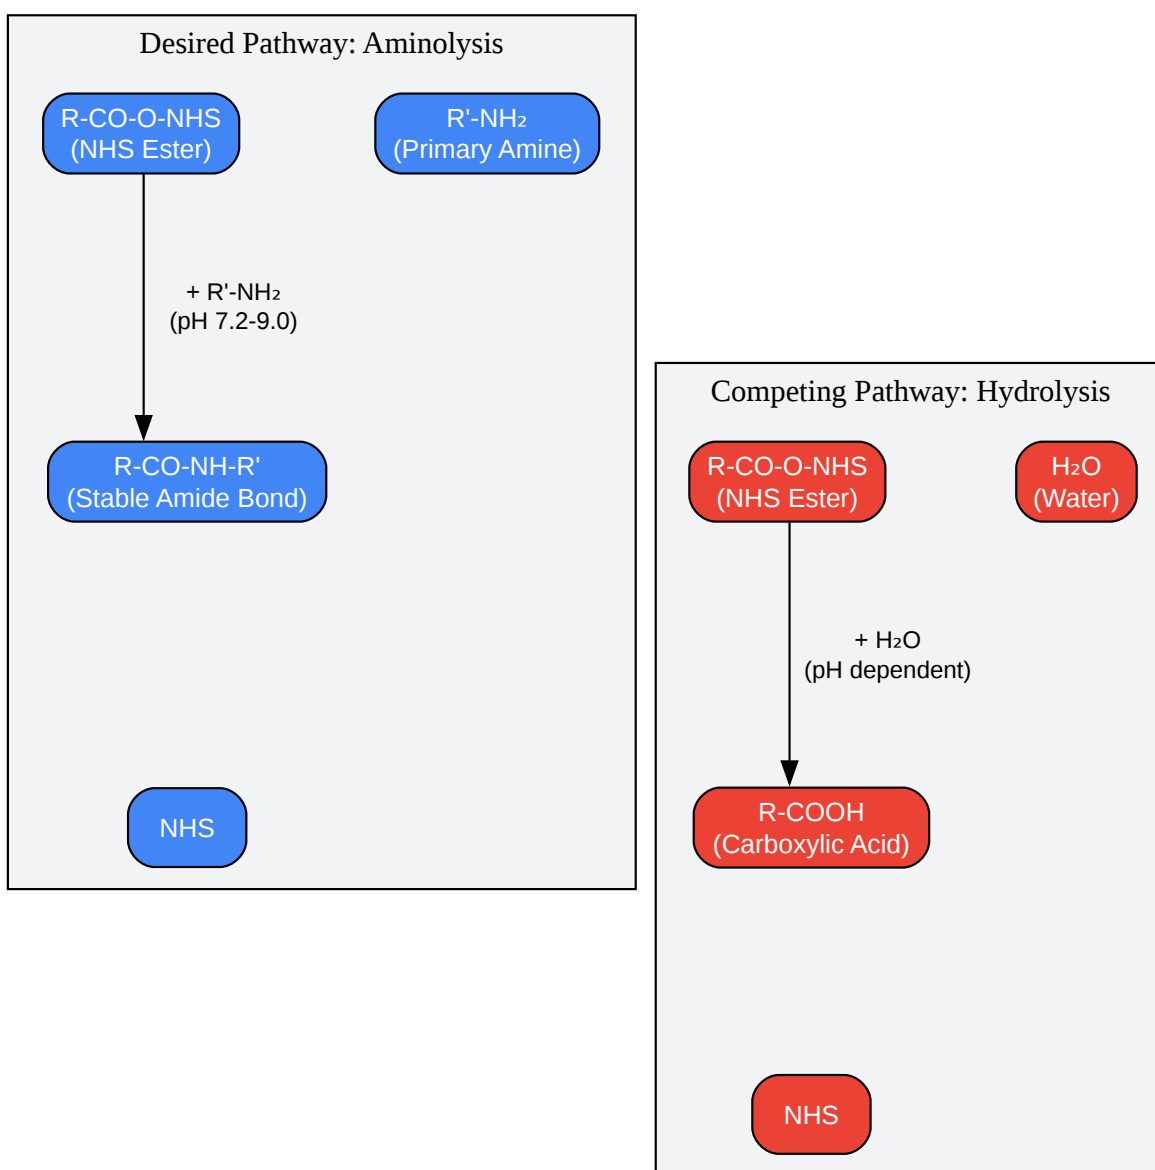 Desired Pathway: Aminolysis
R-CO-O-NHS
(NHS Ester)
R'-NH₂
(Primary Amine)
+ R'-NH₂
(pH 7.2-9.0)
R-CO-NH-R'
(Stable Amide Bond)
NHS
Competing Pathway: Hydrolysis
R-CO-O-NHS
(NHS Ester)
H₂O
(Water)
+ H₂O
(pH dependent)
R-COOH
(Carboxylic Acid)
NHS